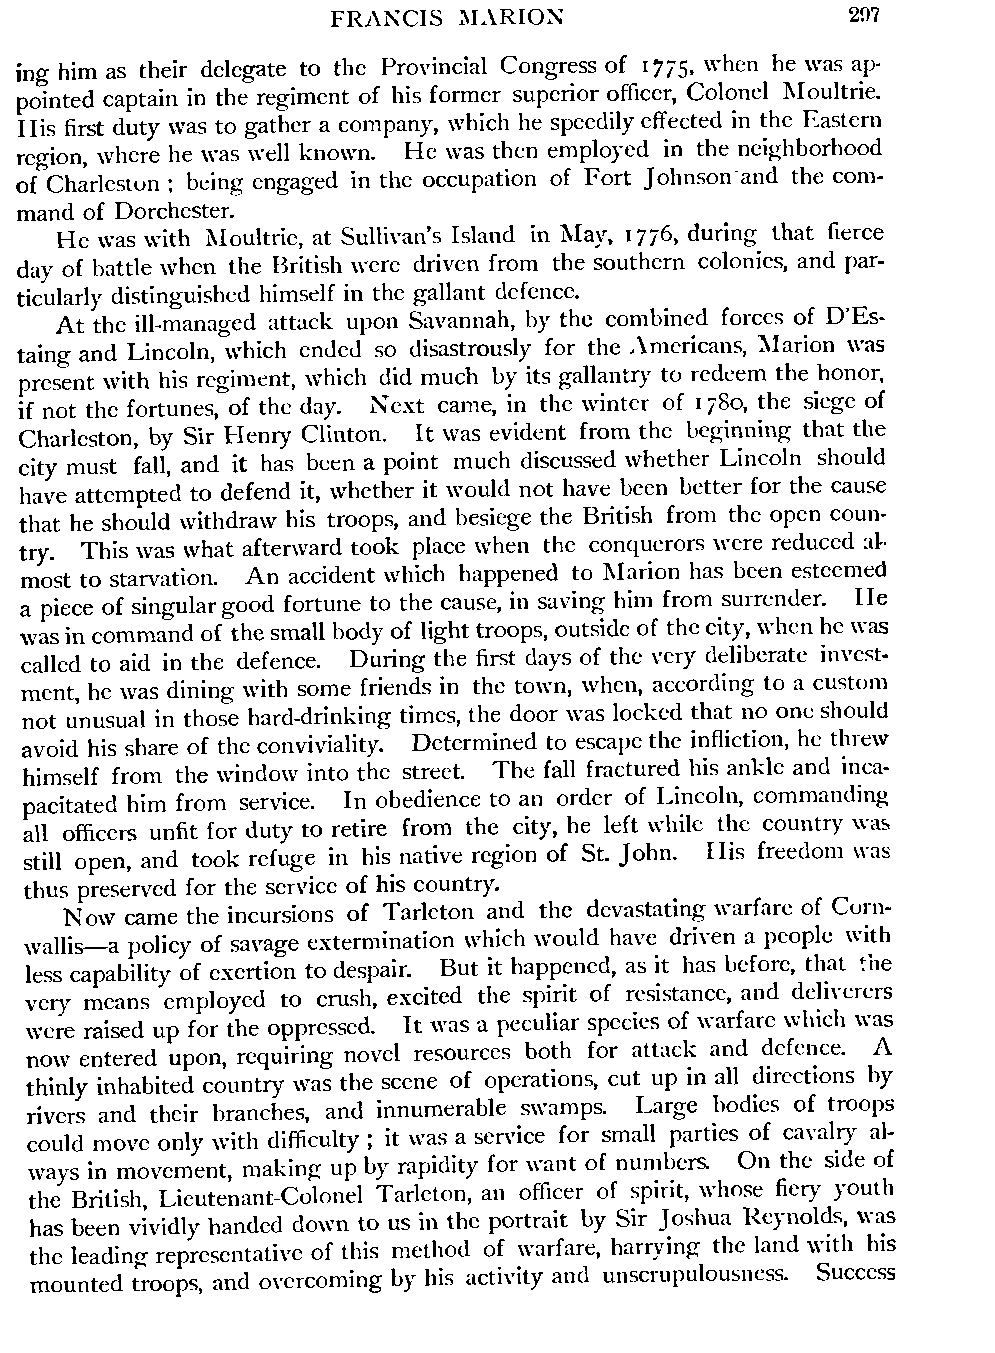 FRANCIS MARION 297
ing him as their delegate to the Provincial Congress of 1775, when he was ap-
pointed captain in the regiment of his former superior officer, Colonel Moultrie.
His first duty was to gather a company, which he speedily effected in the Eastern
region, where he was well known. He was then employed in the neighborhood
of Charleston; being engaged in the occupation of Fort Johnson and the com-
mand of Dorchester.
He was with Moultrie, at Sullivan's Island in May, 1776, during that fierce
day of battle when the British were driven from the southern colonies, and par-
ticularly distinguished himself in the gallant defence.
At the ill-managed attack upon Savannah, by the combined forces of D'Es-
taing and Lincoln, which ended so disastrously for the Americans, Marion was
present with his regiment, which did much by its gallantry to redeem the honor,
if not the fortunes, of the day. Next came, in the winter of 1780, the siege of
Charleston, by Sir Henry Clinton. It was evident from the beginning that the
city must fall, and it has been a point much discussed whether Lincoln should
have attempted to defend it, whether it would not have been better for the cause
that he should withdraw his troops, and besiege the British from the open coun-
try. This was what afterward took place when the conquerors were reduced al-
most to starvation. An accident which happened to Marion has been esteemed
a piece of singular good fortune to the cause, in saving him from surrender. He
was in command of the small body of light troops, outside of the city, when he was
called to aid in the defence. During the first days of the very deliberate invest-
ment, he was dining with some friends in the town, when, according to a custom
not unusual in those hard-drinking times, the door was locked that no one should
avoid his share of the conviviality. Determined to escape the infliction, he threw
himself from the window into the street. The fall fractured his ankle and inca-
pacitated him from service. In obedience to an order of Lincoln, commanding
all officers unfit for duty to retire from the city, he left while the country was
still open, and took refuge in his native region of St. John. His freedom was
thus preserved for the service of his country.
Now came the incursions of Tarleton and the devastating warfare of Corn-
wallis—a policy of savage extermination which would have driven a people with
less capability of exertion to despair. But it happened, as it has before, that the
very means employed to crush, excited the spirit of resistance, and deliverers
were raised up for the oppressed. It was a peculiar species of warfare which was
now entered upon, requiring novel resources both for attack and defence. A
thinly inhabited country was the scene of operations, cut up in all directions by
rivers and their branches, and innumerable swamps. Large bodies of troops
could move only with difficulty; it was a service for small parties of cavalry al-
ways in movement, making up by rapidity for want of numbers. On the side of
the British, Lieutenant-Colonel Tarleton, an officer of spirit, whose fiery youth
has been vividly handed down to us in the portrait by Sir Joshua Reynolds, was
the leading representative of this method of warfare, harrying the land with his
mounted troops, and overcoming by his activity and unscrupulousness. Success